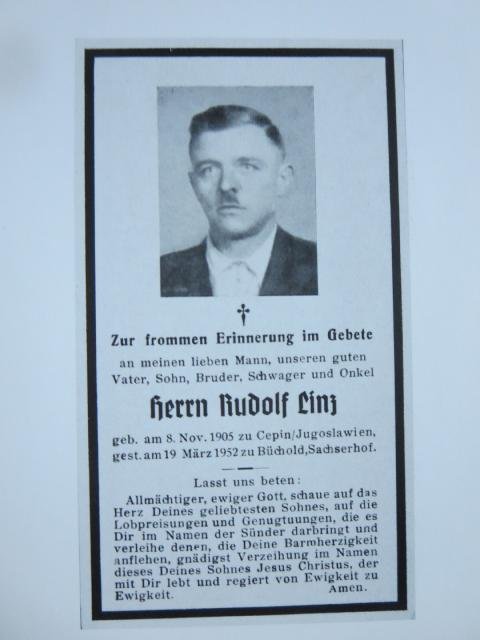 Zur frommen Erinnerung im Gebete
an meinen lieben Mann, unseren guten
Vater, Sohn, Bruder, Schwager und Onkel
Herrn Rudolf Linz
geb. am 8. Nov. 1905 zu Cepin/Jugoslawien,
gest. am 19 März 1952 zu Büchold, Sachserhof.
Lasst uns beten:
Allmächtiger, ewiger Gott. schaue auf das
Herz Deines geliebtesten Sohnes, auf die
Lobpreisungen und Genugtuungen, die es
Dir im Namen der Sünder darbringt und
verleihe denen, die Deine Barmherzigkeit
anflehen, gnädigst Verzeihung im Namen
dieses Deines Sohnes Jesus Christus, der
mit Dir lebt und regiert von Ewigkeit zu
Ewigkeit. Amen.